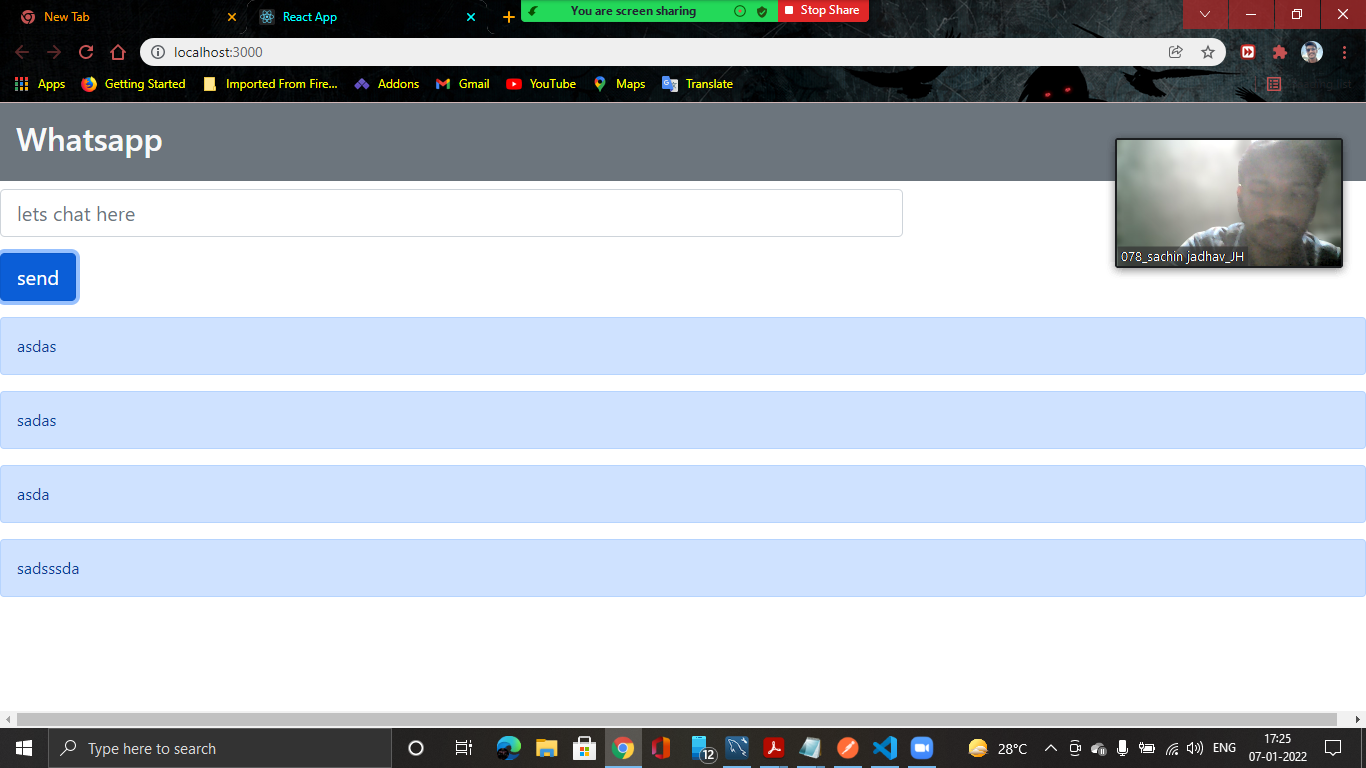 New Tab
React App
You are screen sharing
Stop Share
localhost:3000
Apps
Getting Started
Imported From Fire...
Addons
Gmail
YouTube
Maps
Translate
Whatsapp
lets chat here
078_sachin jadhav_JH
send
asdas
sadas
asda
sadsssda
Type here to search
12
28°C
ENG
17:25
07-01-2022